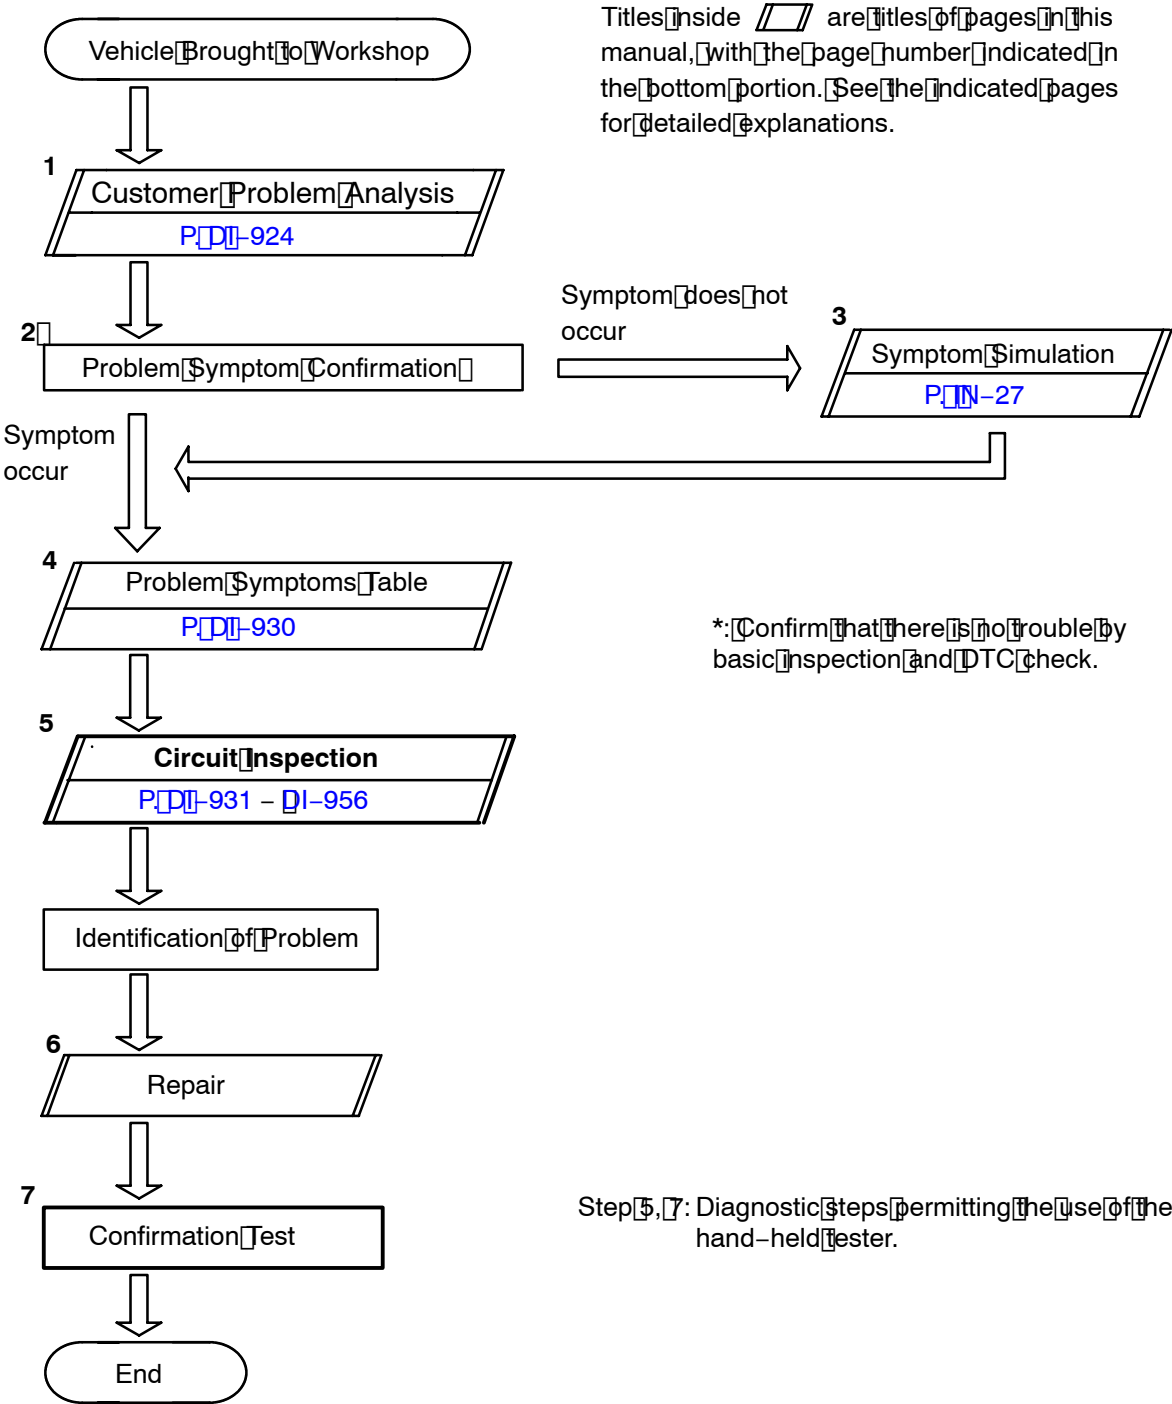 Vehicle Brought to Workshop
Titles inside are titles of pages in this
manual, with the page number indicated in
the bottom portion. See the indicated pages
for detailed explanations.
1
Customer Problem Analysis
P. DI–924
2
Problem Symptom Confirmation
Symptom does not
occur
3
Symptom Simulation
P. IN–27
Symptom
occur
4
Problem Symptoms Table
P. DI–930
*: Confirm that there is no trouble by
basic inspection and DTC check.
5
Circuit Inspection
P. DI–931 – DI–956
Identification of Problem
6
Repair
7
Confirmation Test
Step 5, 7: Diagnostic steps permitting the use of the
hand–held tester.
End